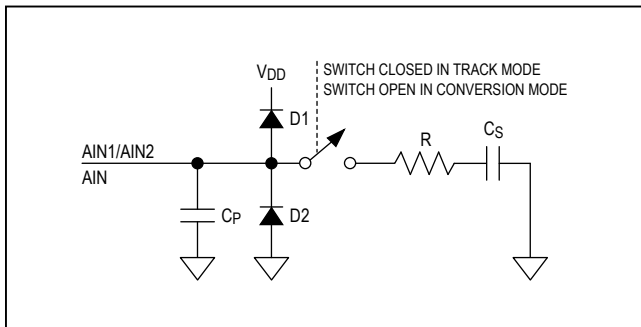 VDD
SWITCH CLOSED IN TRACK MODE
SWITCH OPEN IN CONVERSION MODE
D1
AIN1/AIN2
AIN
R
CS
CP
D2